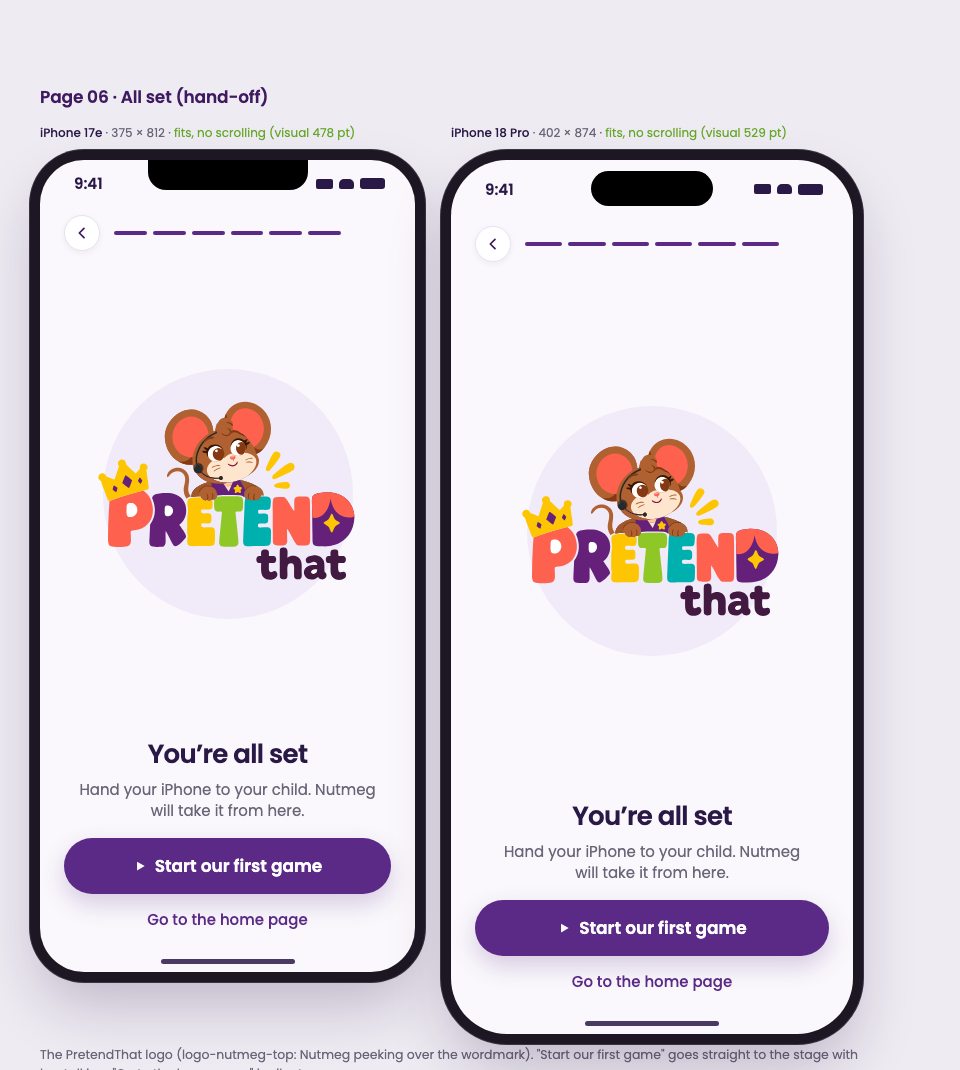 Page 06 · All set (hand-off)
iPhone 17e · 375 × 812 · fits, no scrolling (visual 478 pt)
9:41
PRETEND
that
You’re all set
Hand your iPhone to your child. Nutmeg
will take it from here.
Start our first game
Go to the home page
iPhone 18 Pro · 402 × 874 · fits, no scrolling (visual 529 pt)
9:41
PRETEND
that
You’re all set
Hand your iPhone to your child. Nutmeg
will take it from here.
Start our first game
Go to the home page
The PretendThat logo (logo-nutmeg-top: Nutmeg peeking over the wordmark). "Start our first game" goes straight to the stage with